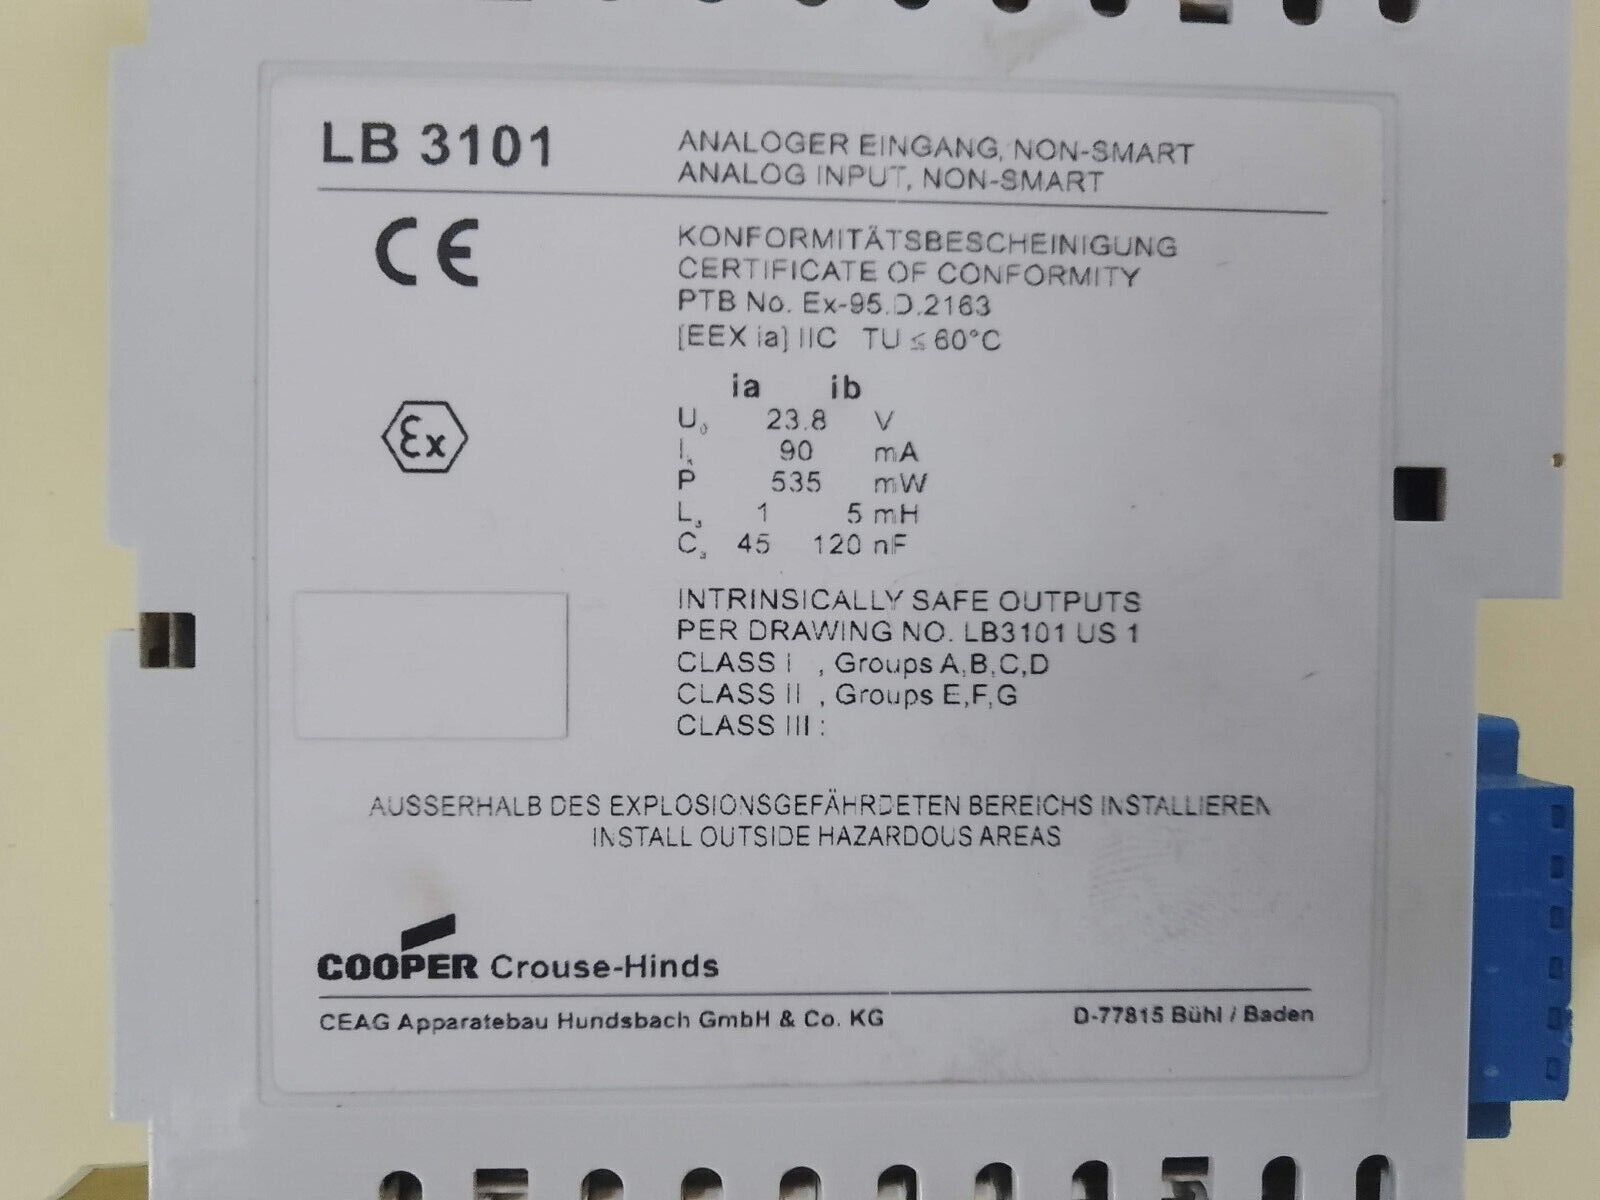 LB 3101
ANALOGER EINGANG, NON-SMART
ANALOG INPUT, NON-SMART
CE
KONFORMITÄTSBESCHEINIGUNG
CERTIFICATE OF CONFORMITY
PTB No. Ex-95.D.2163
[EEX ia] IIC TU ≤ 60°C
Ex
ia ib
U₀ 23.8 V
Iₖ 90 mA
P 535 mW
Lₐ 1 5 mH
Cₐ 45 120 nF
INTRINSICALLY SAFE OUTPUTS
PER DRAWING NO. LB3101 US 1
CLASS I , Groups A,B,C,D
CLASS II , Groups E,F,G
CLASS III :
AUSSERHALB DES EXPLOSIONSGEFÄHRDETEN BEREICHS INSTALLIEREN
INSTALL OUTSIDE HAZARDOUS AREAS
COOPER Crouse-Hinds
CEAG Apparatebau Hundsbach GmbH & Co. KG D-77815 Bühl / Baden